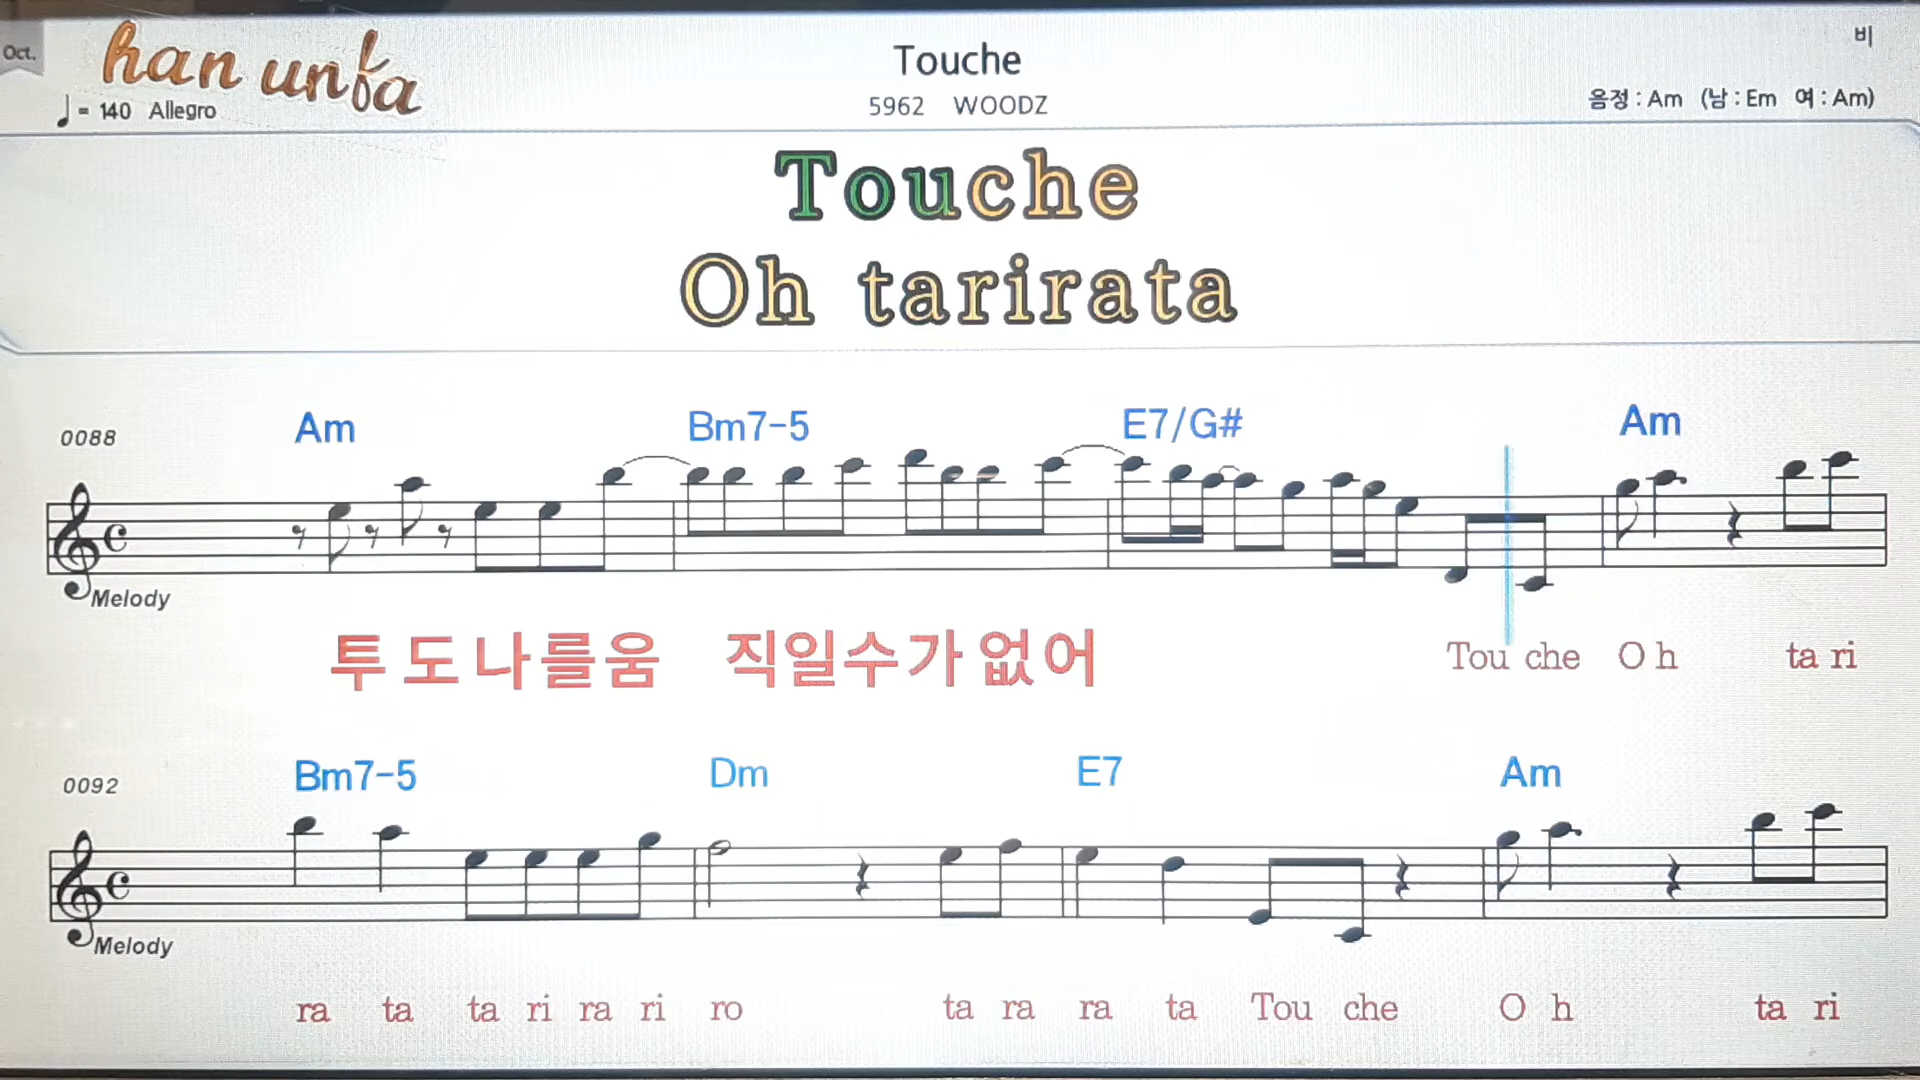 Oct.
han unfa
Touche
비
= 140 Allegro
5962 WOODZ
음정 : Am (남 : Em 여 : Am)
Touche
Oh tarirata
0088
Am Bm7-5 E7/G# Am
Melody
투 도 나 를 움 직 일 수 가 없 어 Tou che O h ta ri
0092
Bm7-5 Dm E7 Am
Melody
ra ta ta ri ra ri ro ta ra ra ta Tou che O h ta ri